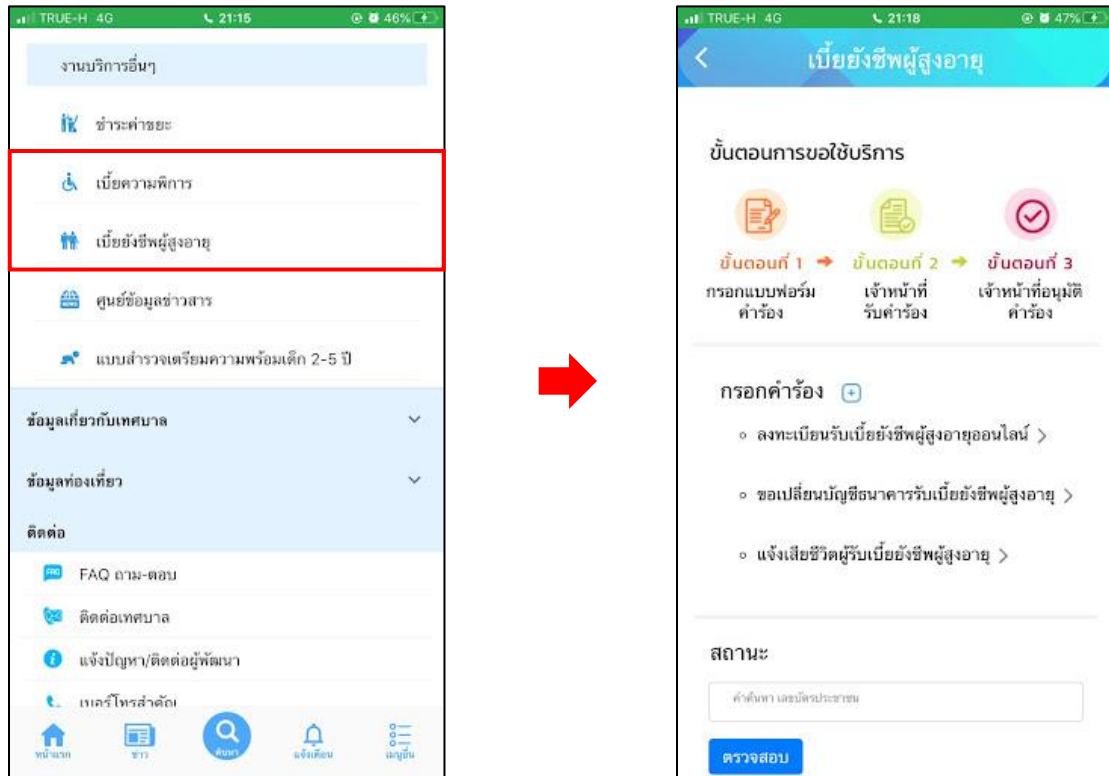 TRUE-H 4G 21:15 46%
งานบริการอื่นๆ
ชำระค่าขยะ
เบี้ยความพิการ
เบี้ยยังชีพผู้สูงอายุ
ศูนย์ข้อมูลข่าวสาร
แบบสำรวจเตรียมความพร้อมเด็ก 2-5 ปี
ข้อมูลเกี่ยวกับเทศบาล
ข้อมูลท่องเที่ยว
ติดต่อ
FAQ ถาม-ตอบ
ติดต่อเทศบาล
แจ้งปัญหา/ติดต่อผู้พัฒนา
เบอร์โทรสำคัญ
หน้าแรก ข่าว ค้นหา แจ้งเตือน เมนูอื่น
TRUE-H 4G 21:18 47%
เบี้ยยังชีพผู้สูงอายุ
ขั้นตอนการขอใช้บริการ
ขั้นตอนที่ 1 ขั้นตอนที่ 2 ขั้นตอนที่ 3
กรอกแบบฟอร์ม เจ้าหน้าที่ เจ้าหน้าที่อนุมัติ
คำร้อง รับคำร้อง คำร้อง
กรอกคำร้อง
ลงทะเบียนรับเบี้ยยังชีพผู้สูงอายุออนไลน์
ขอเปลี่ยนบัญชีธนาคารรับเบี้ยยังชีพผู้สูงอายุ
แจ้งเสียชีวิตผู้รับเบี้ยยังชีพผู้สูงอายุ
สถานะ
คำค้นหา เลขบัตรประชาชน
ตรวจสอบ